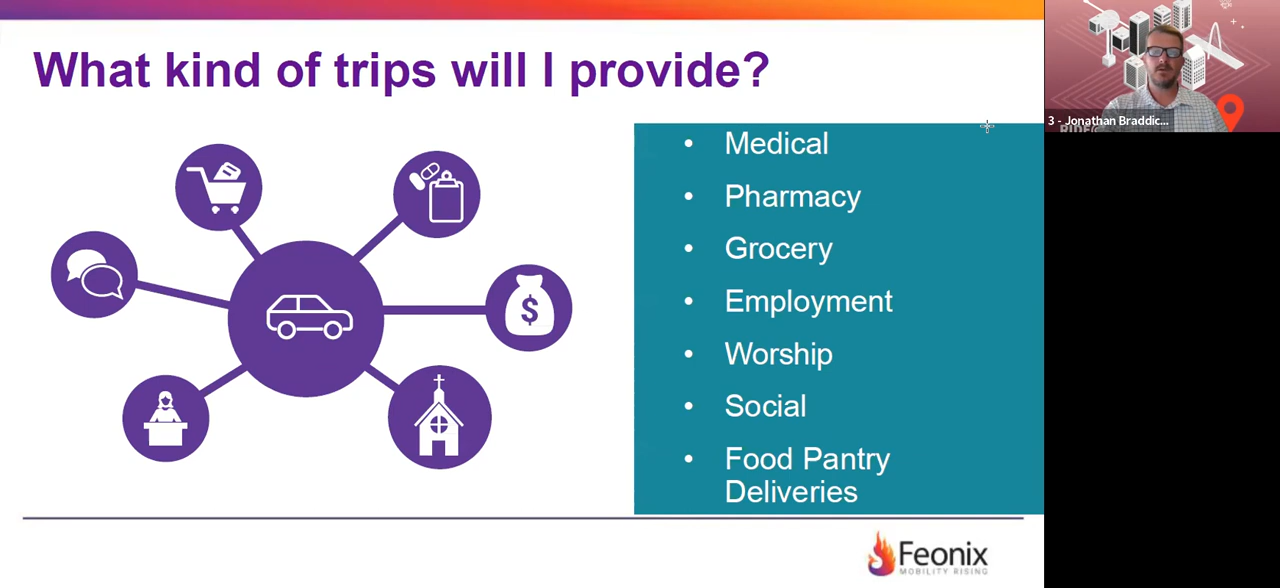 What kind of trips will I provide?
3 - Jonathan Braddic...
• Medical
• Pharmacy
• Grocery
$
• Employment
• Worship
• Social
• Food Pantry
Deliveries
Feonix
MOBILITY RISING